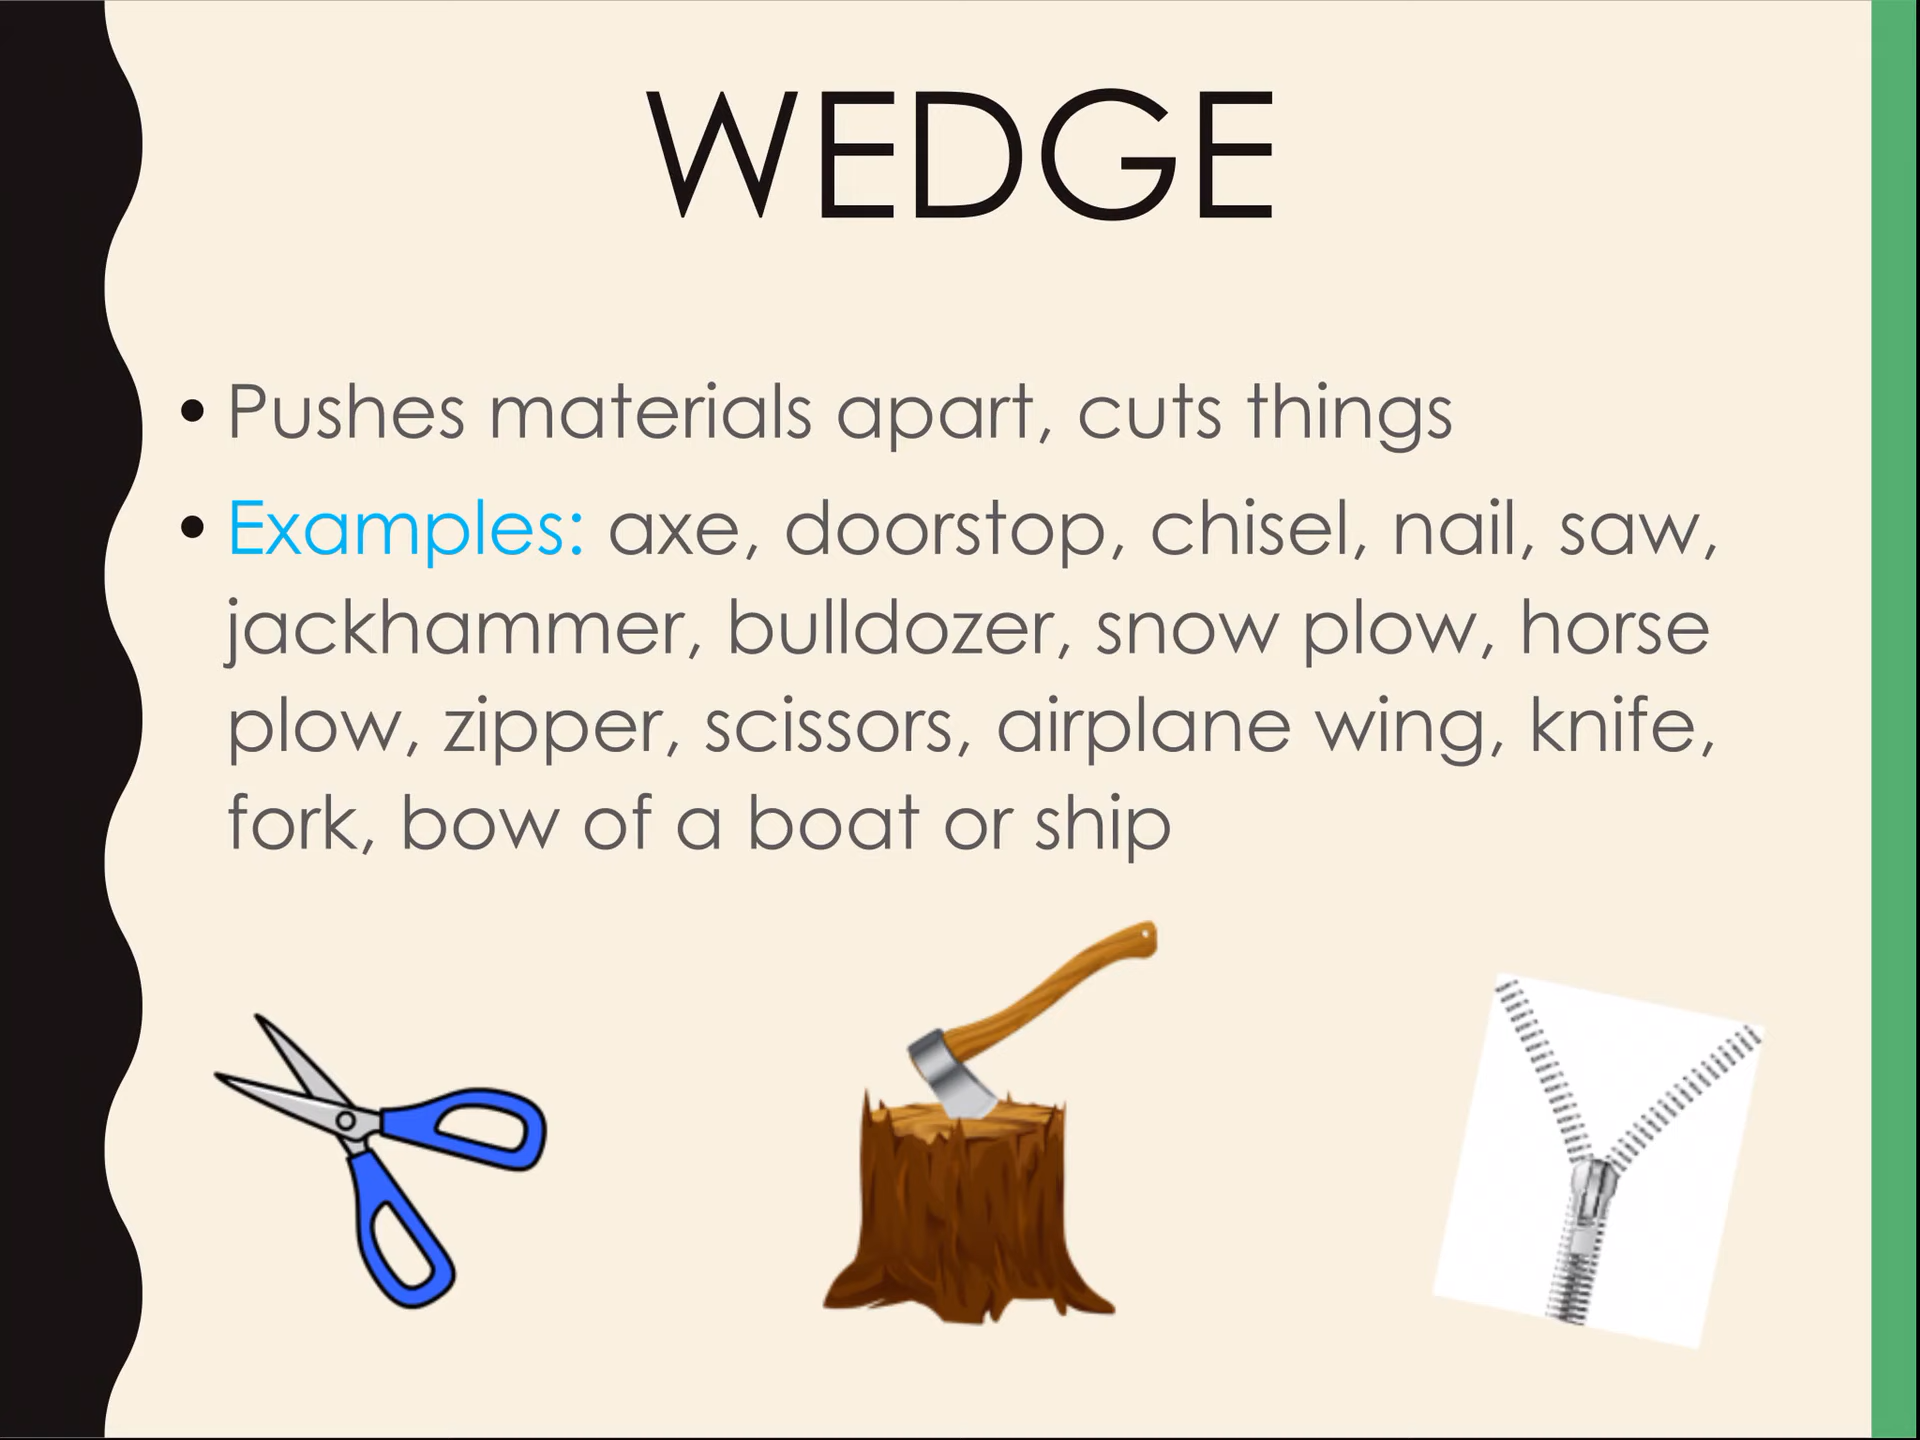 WEDGE
• Pushes materials apart, cuts things
• Examples: axe, doorstop, chisel, nail, saw,
jackhammer, bulldozer, snow plow, horse
plow, zipper, scissors, airplane wing, knife,
fork, bow of a boat or ship